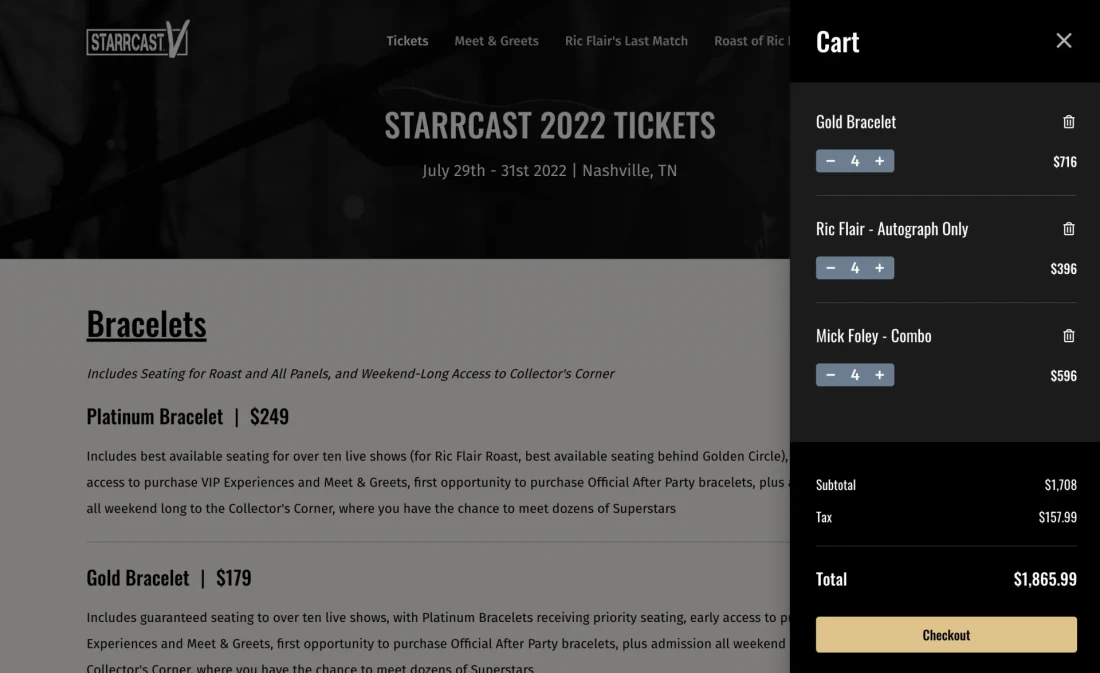 STARRCAST V
Tickets Meet & Greets Ric Flair's Last Match Roast of Ric
STARRCAST 2022 TICKETS
July 29th - 31st 2022 | Nashville, TN
Bracelets
Includes Seating for Roast and All Panels, and Weekend-Long Access to Collector's Corner
Platinum Bracelet | $249
Includes best available seating for over ten live shows (for Ric Flair Roast, best available seating behind Golden Circle),
access to purchase VIP Experiences and Meet & Greets, first opportunity to purchase Official After Party bracelets, plus
all weekend long to the Collector's Corner, where you have the chance to meet dozens of Superstars
Gold Bracelet | $179
Includes guaranteed seating to over ten live shows, with Platinum Bracelets receiving priority seating, early access to
Experiences and Meet & Greets, first opportunity to purchase Official After Party bracelets, plus admission all weekend
Collector's Corner, where you have the chance to meet dozens of Superstars
Cart
Gold Bracelet
− 4 + $716
Ric Flair - Autograph Only
− 4 + $396
Mick Foley - Combo
− 4 + $596
Subtotal $1,708
Tax $157.99
Total $1,865.99
Checkout